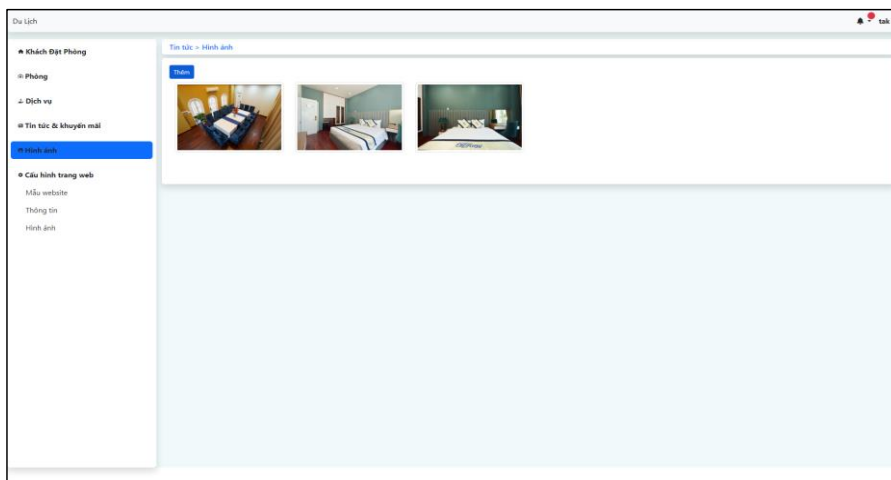 Du Lịch
tak
Khách Đặt Phòng
Phòng
Dịch vụ
Tin tức & khuyến mãi
Hình ảnh
Cấu hình trang web
Mẫu website
Thông tin
Hình ảnh
Tin tức > Hình ảnh
Thêm